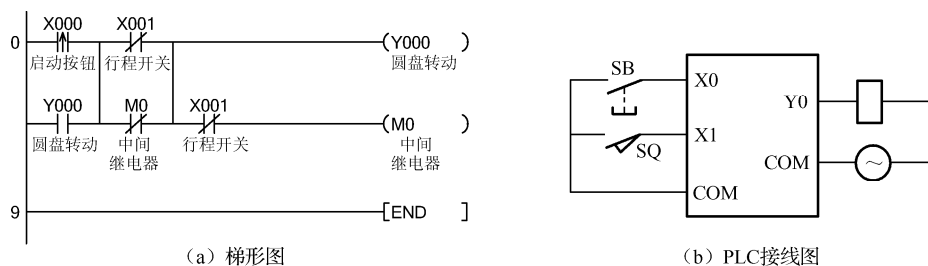 X000 X001
0 (Y000 )
启动按钮 行程开关 圆盘转动
Y000 M0 X001
(M0 )
圆盘转动 中间继电器 行程开关 中间继电器
9 [END ]
(a) 梯形图
SB X0
Y0
X1
SQ COM ~
COM
(b) PLC接线图